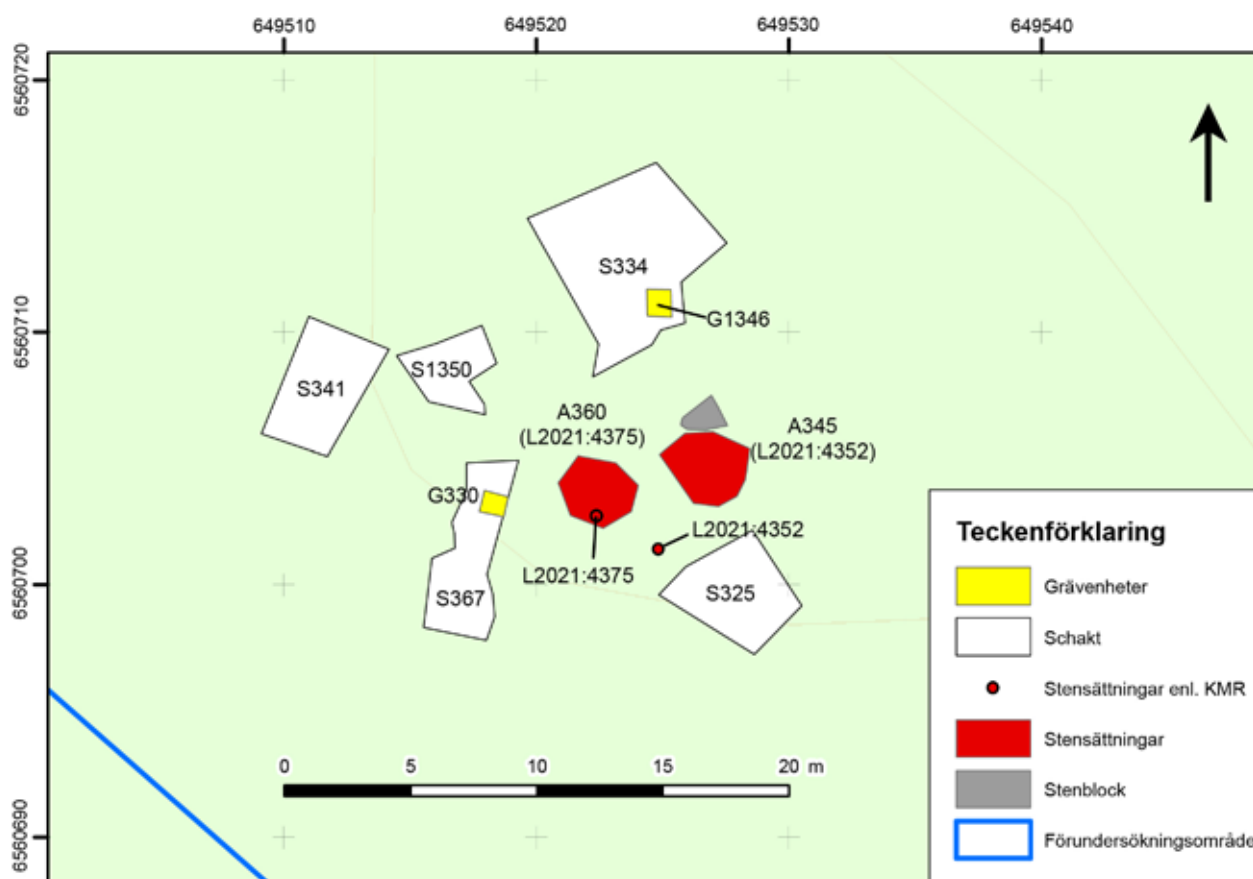 649510
649520
649530
649540
6560720
6560710
6560700
6560690
S334
G1346
S341
S1350
A360
(L2021:4375)
A345
(L2021:4352)
G330
L2021:4352
L2021:4375
S367
S325
0
5
10
15
20 m
Teckenförklaring
Grävenheter
Schakt
Stensättningar enl. KMR
Stensättningar
Stenblock
Förundersökningsområde